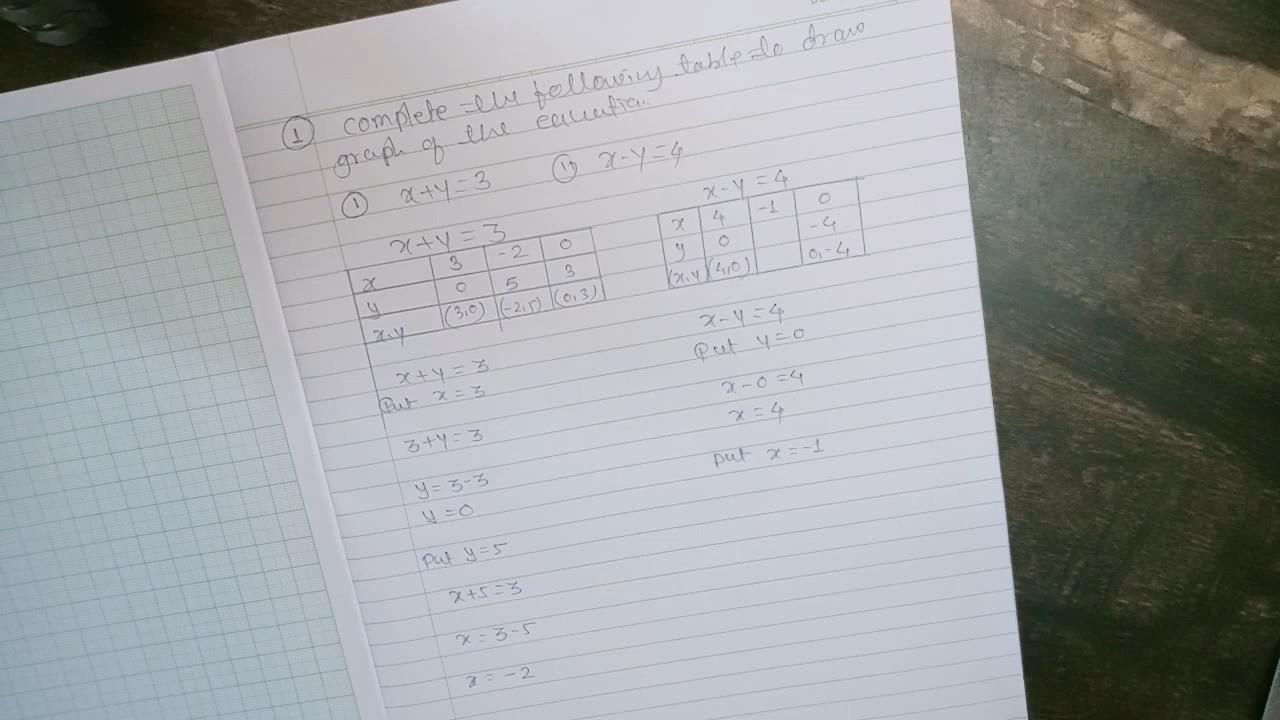 ① complete the following table to draw
graph of the equation.
① x+y=3 ⑪ x-y=4
x+y=3
x 3 -2 0
y 0 5 3
x,y (3,0) (-2,5) (0,3)
x+y=3
Put x=3
3+y=3
y=3-3
y=0
Put y=5
x+5=3
x=3-5
x=-2
x-y=4
x 4 -1 0
y 0 -4
(x,y (4,0) 0,-4
x-y=4
Put y=0
x-0=4
x=4
put x=-1